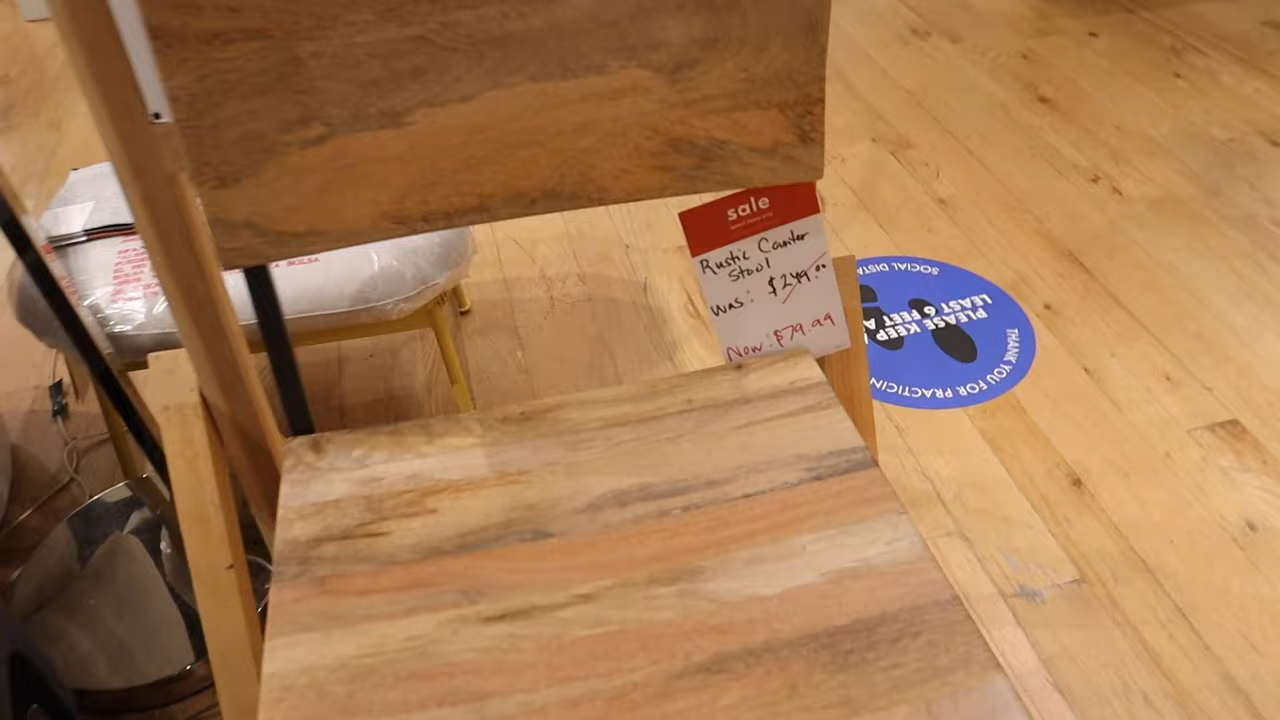 sale
Rustic Counter
Stool
was: $249.00
Now: $79.99
SOCIAL DISTA
PLEASE KEEP A
LEAST 6 FEET A
THANK YOU FOR PRACTICIN